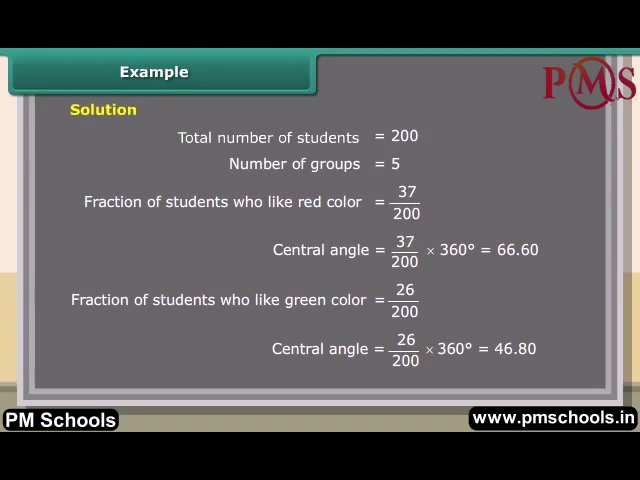 Example
PMS
Solution
Total number of students = 200
Number of groups = 5
Fraction of students who like red color = 37/200
Central angle = 37/200 × 360° = 66.60
Fraction of students who like green color = 26/200
Central angle = 26/200 × 360° = 46.80
PM Schools
www.pmschools.in